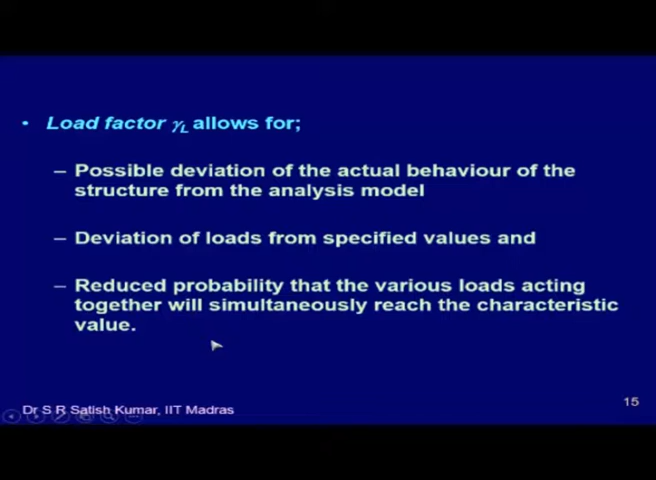 • Load factor γL allows for;
– Possible deviation of the actual behaviour of the
structure from the analysis model
– Deviation of loads from specified values and
– Reduced probability that the various loads acting
together will simultaneously reach the characteristic
value.
Dr S R Satish Kumar, IIT Madras
15